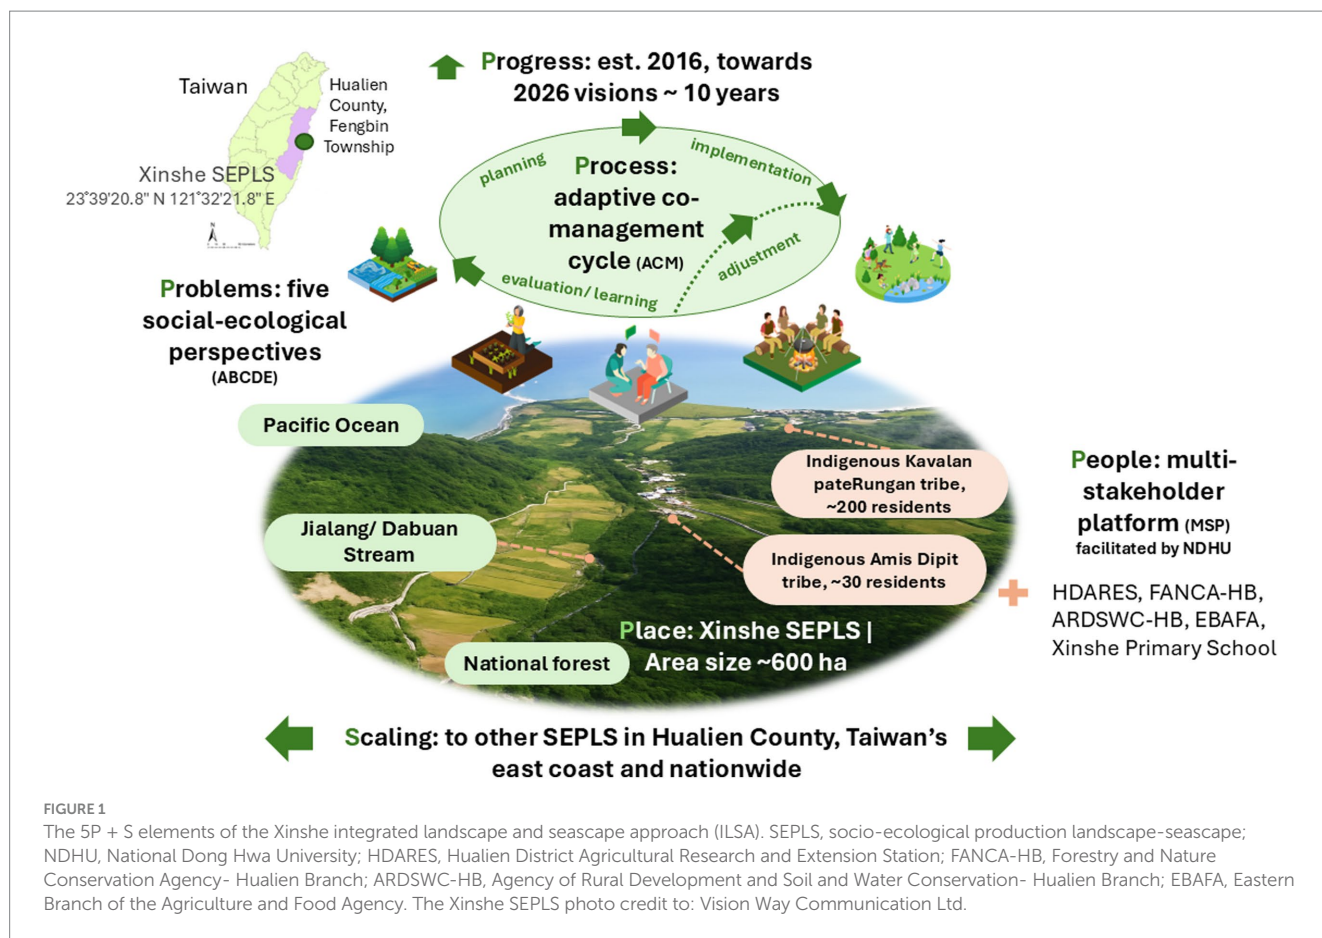 Progress: est. 2016, towards
2026 visions ~ 10 years
Taiwan
Hualien
County,
Fengbin
Township
Xinshe SEPLS
23°39'20.8" N 121°32'21.8" E
N
planning
implementation
Process:
adaptive co-
management
cycle (ACM)
adjustment
evaluation/ learning
Problems: five
social-ecological
perspectives
(ABCDE)
Pacific Ocean
Indigenous Kavalan
pateRungan tribe,
~200 residents
Jialang/ Dabuan
Stream
Indigenous Amis Dipit
tribe, ~30 residents
People: multi-
stakeholder
platform (MSP)
facilitated by NDHU
HDARES, FANCA-HB,
ARDSWC-HB, EBAFA,
Xinshe Primary School
Place: Xinshe SEPLS |
Area size ~600 ha
National forest
Scaling: to other SEPLS in Hualien County, Taiwan's
east coast and nationwide
FIGURE 1
The 5P + S elements of the Xinshe integrated landscape and seascape approach (ILSA). SEPLS, socio-ecological production landscape-seascape;
NDHU, National Dong Hwa University; HDARES, Hualien District Agricultural Research and Extension Station; FANCA-HB, Forestry and Nature
Conservation Agency- Hualien Branch; ARDSWC-HB, Agency of Rural Development and Soil and Water Conservation- Hualien Branch; EBAFA, Eastern
Branch of the Agriculture and Food Agency. The Xinshe SEPLS photo credit to: Vision Way Communication Ltd.